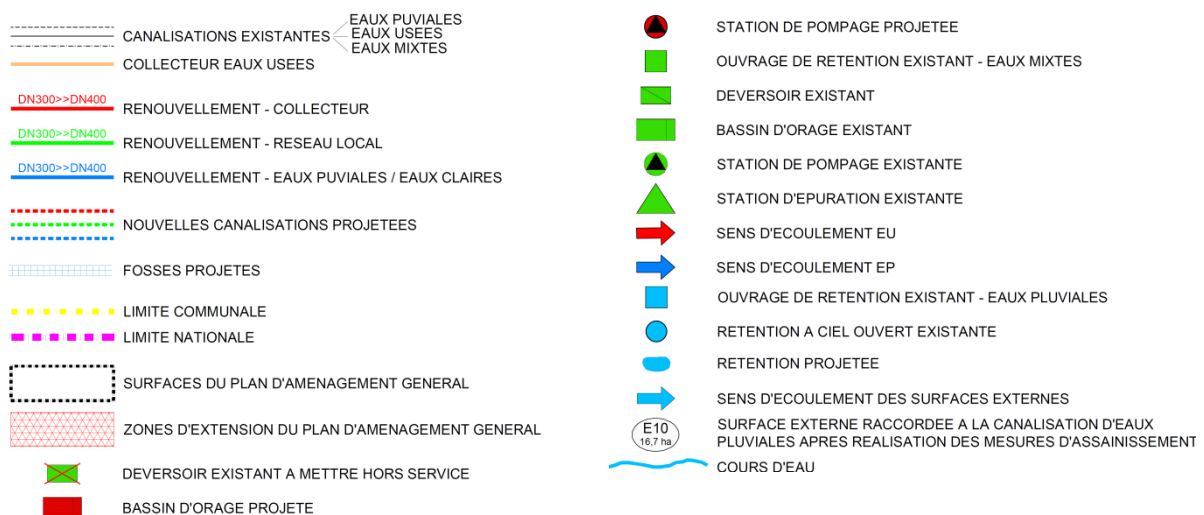 EAUX PUVIALES
CANALISATIONS EXISTANTES EAUX USEES
EAUX MIXTES
COLLECTEUR EAUX USEES
DN300>>DN400
RENOUVELLEMENT - COLLECTEUR
DN300>>DN400
RENOUVELLEMENT - RESEAU LOCAL
DN300>>DN400
RENOUVELLEMENT - EAUX PUVIALES / EAUX CLAIRES
NOUVELLES CANALISATIONS PROJETEES
FOSSES PROJETES
LIMITE COMMUNALE
LIMITE NATIONALE
SURFACES DU PLAN D'AMENAGEMENT GENERAL
ZONES D'EXTENSION DU PLAN D'AMENAGEMENT GENERAL
DEVERSOIR EXISTANT A METTRE HORS SERVICE
BASSIN D'ORAGE PROJETE
STATION DE POMPAGE PROJETEE
OUVRAGE DE RETENTION EXISTANT - EAUX MIXTES
DEVERSOIR EXISTANT
BASSIN D'ORAGE EXISTANT
STATION DE POMPAGE EXISTANTE
STATION D'EPURATION EXISTANTE
SENS D'ECOULEMENT EU
SENS D'ECOULEMENT EP
OUVRAGE DE RETENTION EXISTANT - EAUX PLUVIALES
RETENTION A CIEL OUVERT EXISTANTE
RETENTION PROJETEE
SENS D'ECOULEMENT DES SURFACES EXTERNES
E10
16,7 ha
SURFACE EXTERNE RACCORDEE A LA CANALISATION D'EAUX
PLUVIALES APRES REALISATION DES MESURES D'ASSAINISSEMENT
COURS D'EAU